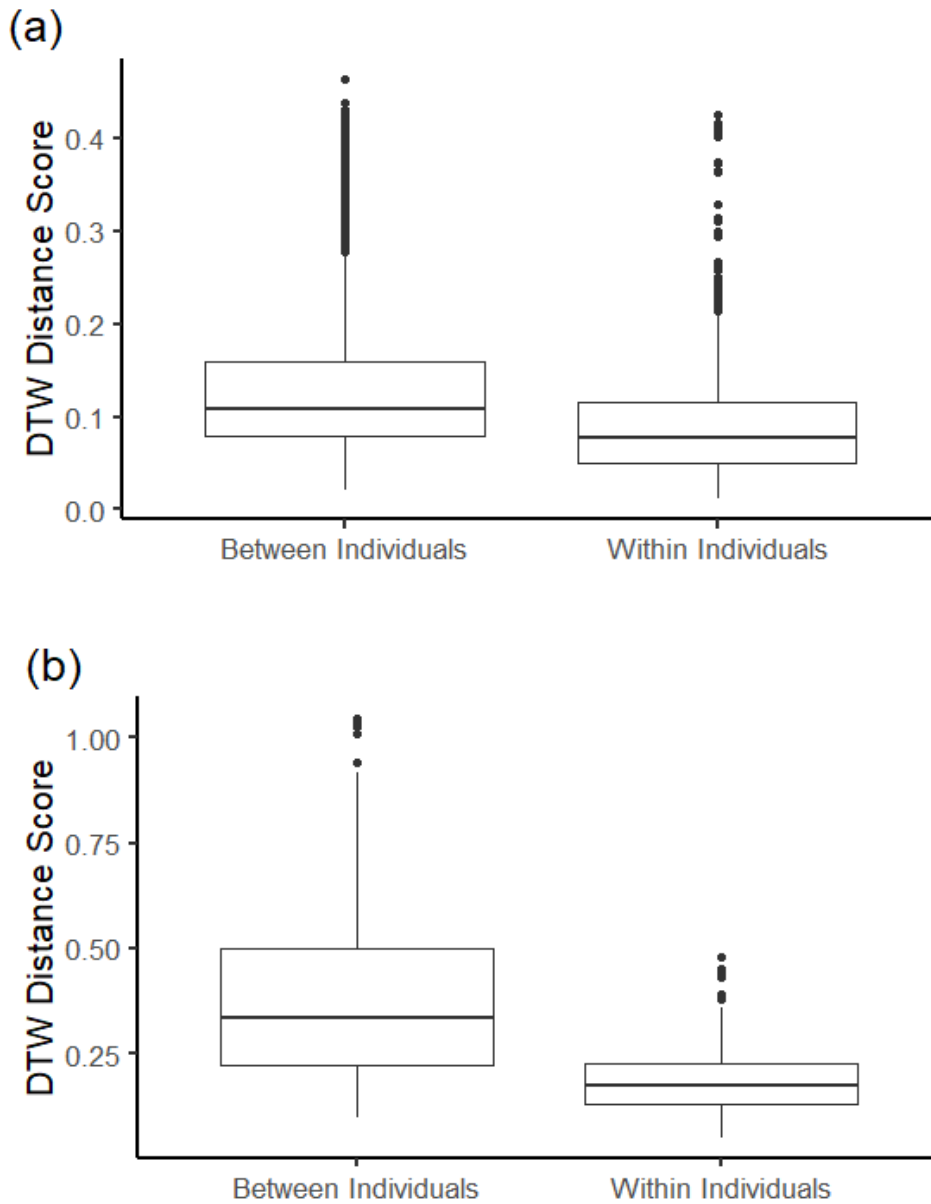 (a)
DTW Distance Score
0.4
0.3
0.2
0.1
0.0
Between Individuals Within Individuals
(b)
DTW Distance Score
1.00
0.75
0.50
0.25
Between Individuals Within Individuals